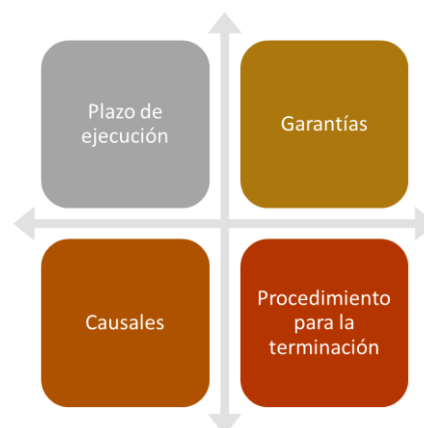 Plazo de
ejecución
Garantías
Causales
Procedimiento
para la
terminación